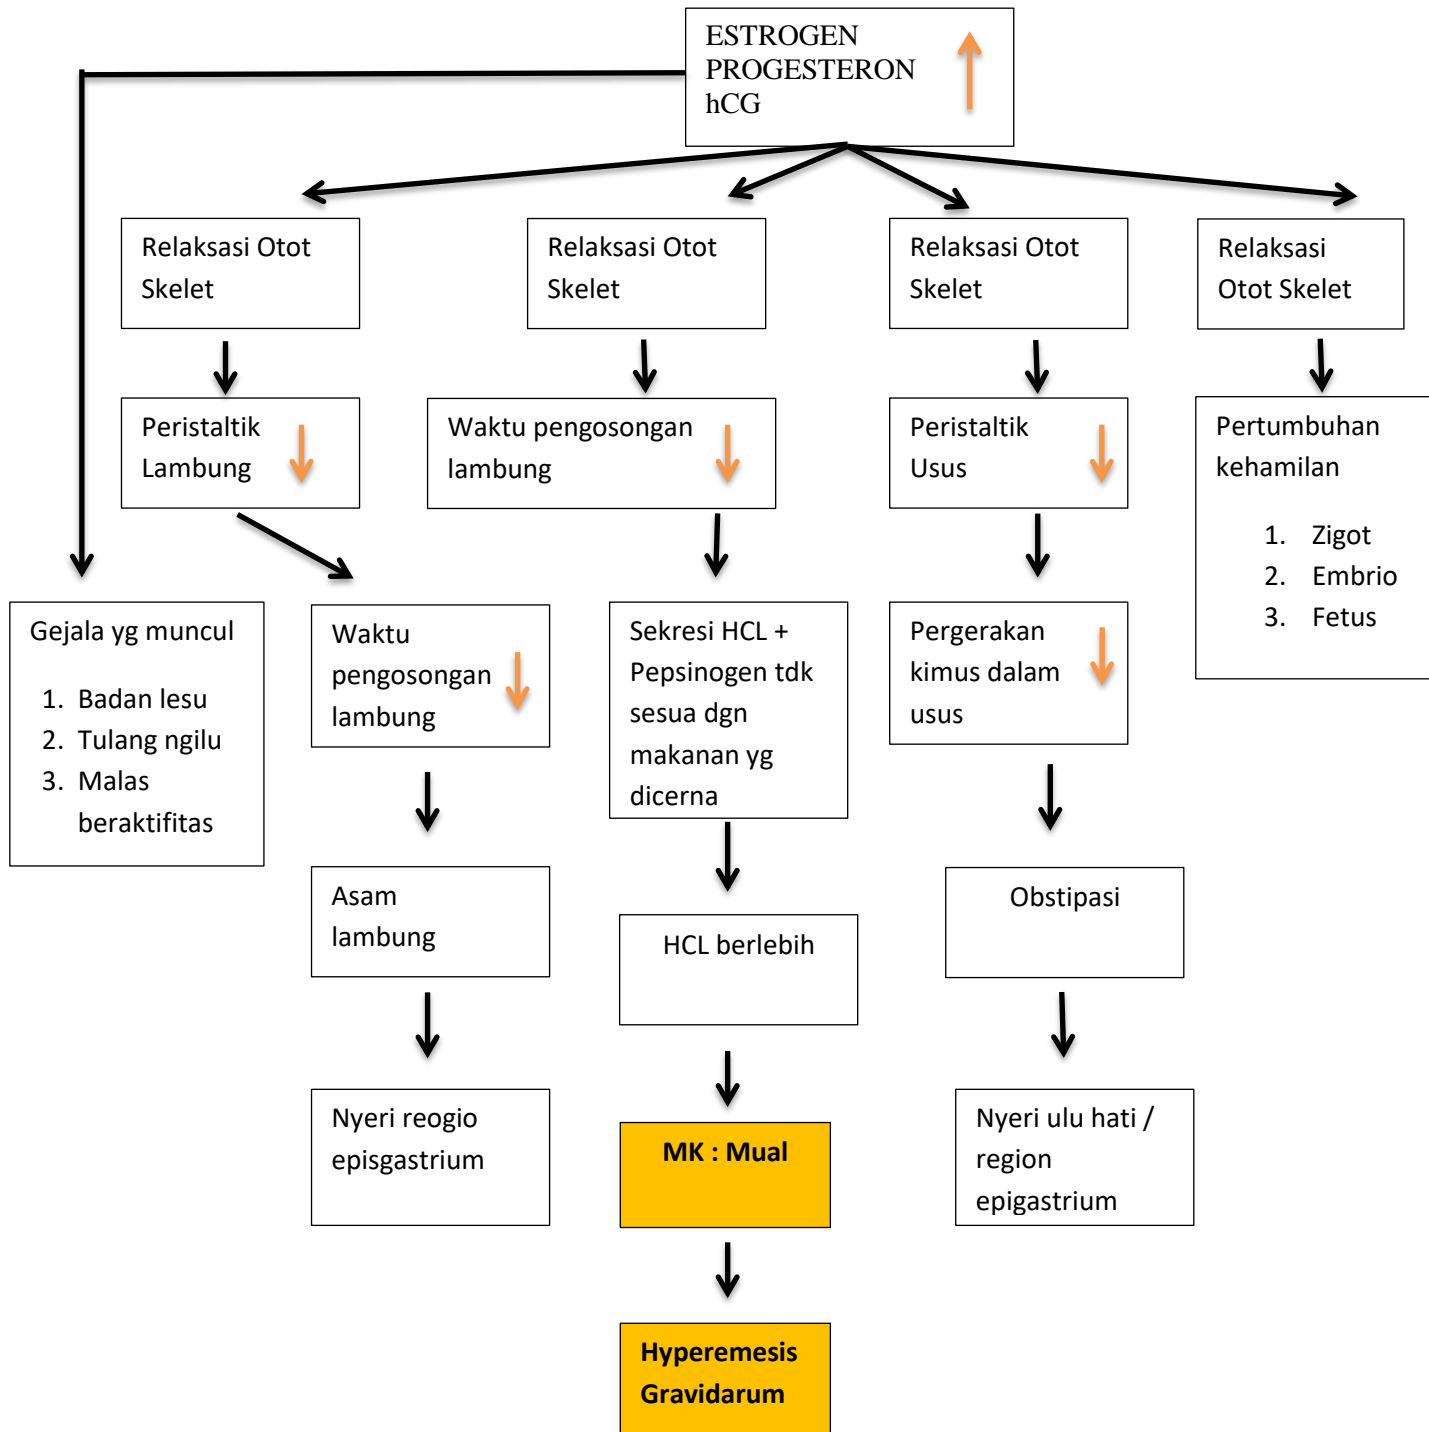 ESTROGEN
PROGESTERON
hCG
Relaksasi Otot
Skelet
Relaksasi Otot
Skelet
Relaksasi Otot
Skelet
Relaksasi
Otot Skelet
Peristaltik
Lambung
Waktu pengosongan
lambung
Peristaltik
Usus
Pertumbuhan
kehamilan
1. Zigot
2. Embrio
3. Fetus
Gejala yg muncul
1. Badan lesu
2. Tulang ngilu
3. Malas
beraktifitas
Waktu
pengosongan
lambung
Sekresi HCL +
Pepsinogen tdk
sesua dgn
makanan yg
dicerna
Pergerakan
kimus dalam
usus
Asam
lambung
HCL berlebih
Obstipasi
Nyeri reogio
episgastrium
MK : Mual
Nyeri ulu hati /
region
epigastrium
Hyperemesis
Gravidarum